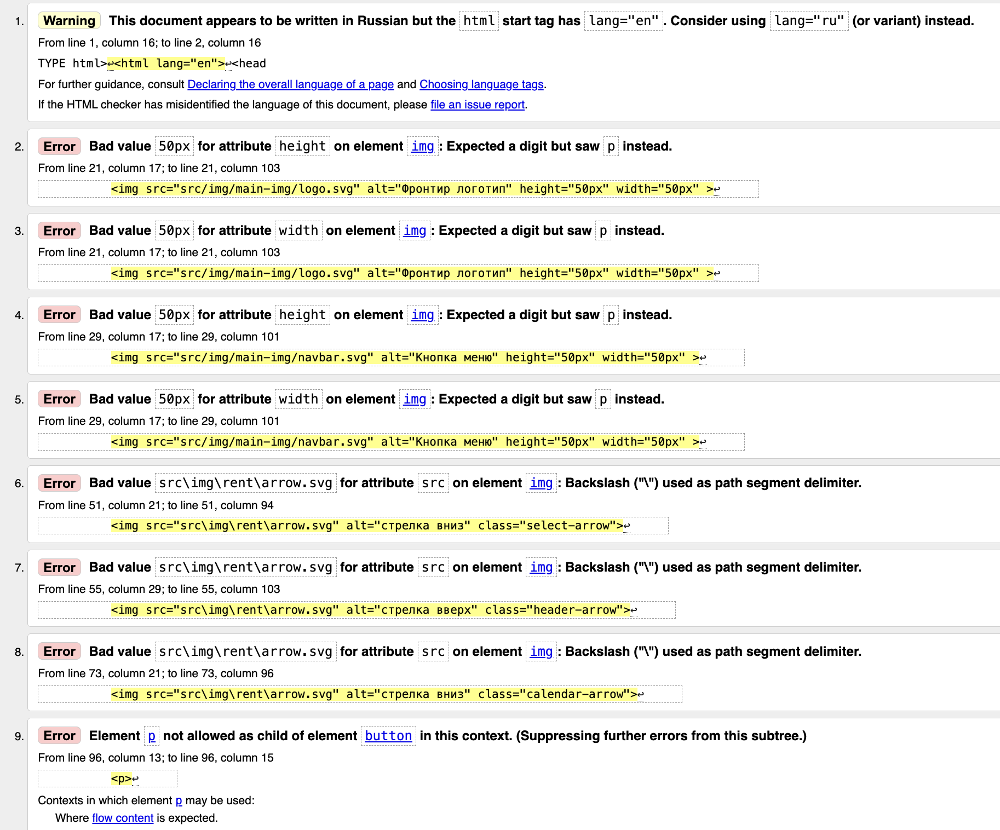 1. Warning This document appears to be written in Russian but the html start tag has lang="en". Consider using lang="ru" (or variant) instead.
From line 1, column 16; to line 2, column 16
TYPE html>↩<html lang="en">↩<head
For further guidance, consult Declaring the overall language of a page and Choosing language tags.
If the HTML checker has misidentified the language of this document, please file an issue report.
2. Error Bad value 50px for attribute height on element img: Expected a digit but saw p instead.
From line 21, column 17; to line 21, column 103
<img src="src/img/main-img/logo.svg" alt="Фронтир логотип" height="50px" width="50px" >↩
3. Error Bad value 50px for attribute width on element img: Expected a digit but saw p instead.
From line 21, column 17; to line 21, column 103
<img src="src/img/main-img/logo.svg" alt="Фронтир логотип" height="50px" width="50px" >↩
4. Error Bad value 50px for attribute height on element img: Expected a digit but saw p instead.
From line 29, column 17; to line 29, column 101
<img src="src/img/main-img/navbar.svg" alt="Кнопка меню" height="50px" width="50px" >↩
5. Error Bad value 50px for attribute width on element img: Expected a digit but saw p instead.
From line 29, column 17; to line 29, column 101
<img src="src/img/main-img/navbar.svg" alt="Кнопка меню" height="50px" width="50px" >↩
6. Error Bad value src\img\rent\arrow.svg for attribute src on element img: Backslash ("\") used as path segment delimiter.
From line 51, column 21; to line 51, column 94
<img src="src\img\rent\arrow.svg" alt="стрелка вниз" class="select-arrow">↩
7. Error Bad value src\img\rent\arrow.svg for attribute src on element img: Backslash ("\") used as path segment delimiter.
From line 55, column 29; to line 55, column 103
<img src="src\img\rent\arrow.svg" alt="стрелка вверх" class="header-arrow">↩
8. Error Bad value src\img\rent\arrow.svg for attribute src on element img: Backslash ("\") used as path segment delimiter.
From line 73, column 21; to line 73, column 96
<img src="src\img\rent\arrow.svg" alt="стрелка вниз" class="calendar-arrow">↩
9. Error Element p not allowed as child of element button in this context. (Suppressing further errors from this subtree.)
From line 96, column 13; to line 96, column 15
<p>↩
Contexts in which element p may be used:
Where flow content is expected.